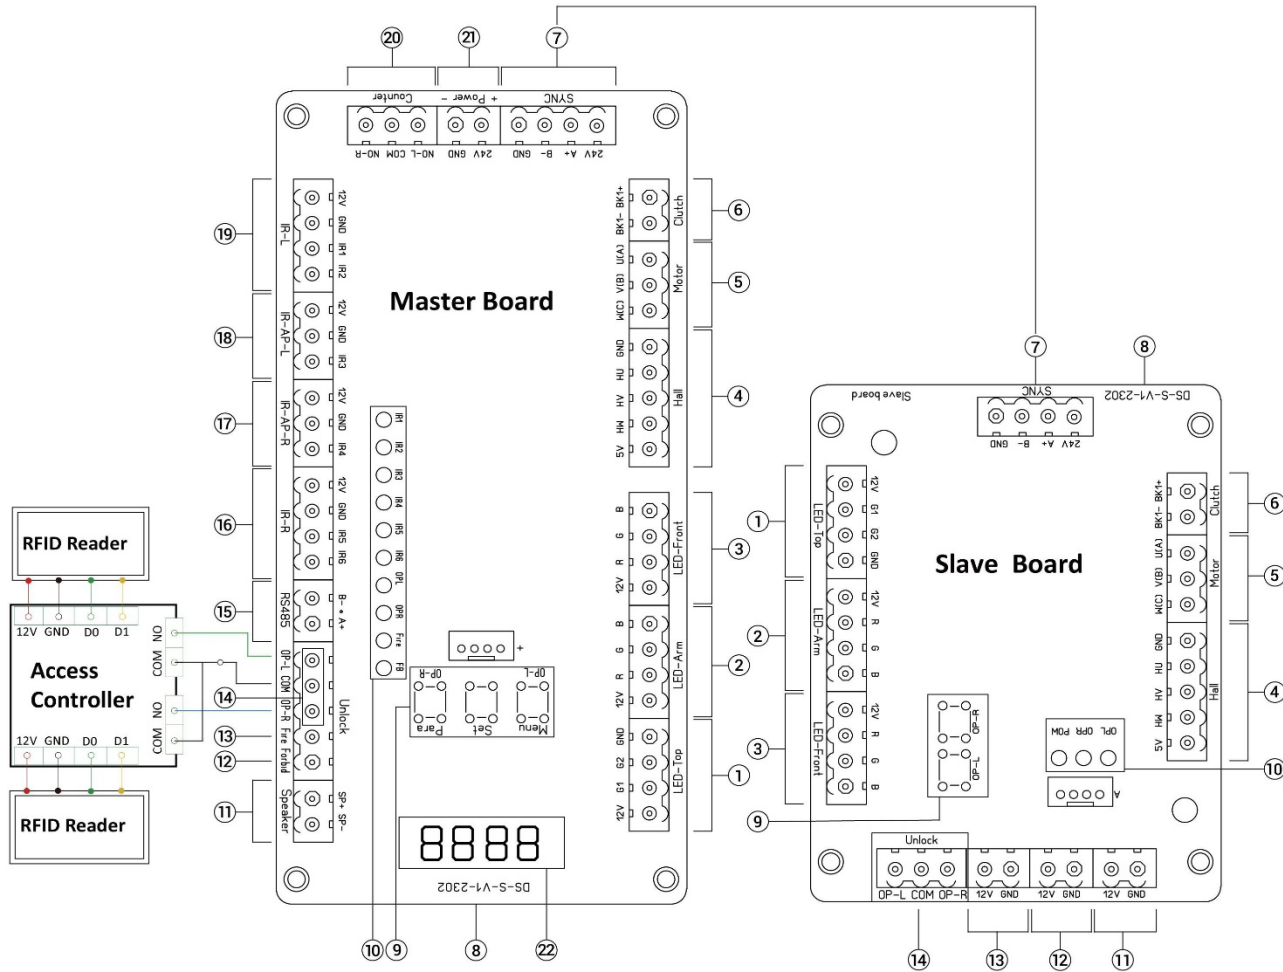 ⑳ ㉑ ⑦
Counter + Power - SYNC
NO-R COM NO-L GND 24V GND B- A+ 24V
Master Board
⑲ IR-L 12V GND IR1 IR2
⑱ IR-AP-L 12V GND IR3
⑰ IR-AP-R 12V GND IR4
⑯ IR-R 12V GND IR5 IR6
⑮ RS485 B- * A+
⑭ OP-L COM OP-R Unlock
⑬ Fire
⑫ Forbid
⑪ Speaker SP+ SP-
IR1
IR2
IR3
IR4
IR5
IR6
OPL
OPR
Fire
FB
+
OP-R OP-L
Para Set Menu
8888
DS-S-V1-2302
⑩ ⑨ ⑧ ㉒
BK1+ BK1- Clutch ⑥
U(A) V(B) W(C) Motor ⑤
GND HU HV HW 5V Hall ④
B G R 12V LED-Front ③
B G R 12V LED-Arm ②
GND G2 G1 12V LED-Top ①
RFID Reader
12V GND D0 D1
NO
COM
Access
Controller
NO
COM
12V GND D0 D1
RFID Reader
⑦ ⑧
Slave board SYNC DS-S-V1-2302
GND B- A+ 24V
Slave Board
① LED-Top 12V G1 G2 GND
② LED-Arm 12V R G B
③ LED-Front 12V R G B
BK1+ BK1- Clutch ⑥
U(A) V(B) W(C) Motor ⑤
GND HU HV HW 5V Hall ④
OP-R
OP-L
⑨
POW OPR OPL
⑩
A
Unlock
OP-L COM OP-R 12V GND 12V GND 12V GND
⑭ ⑬ ⑫ ⑪